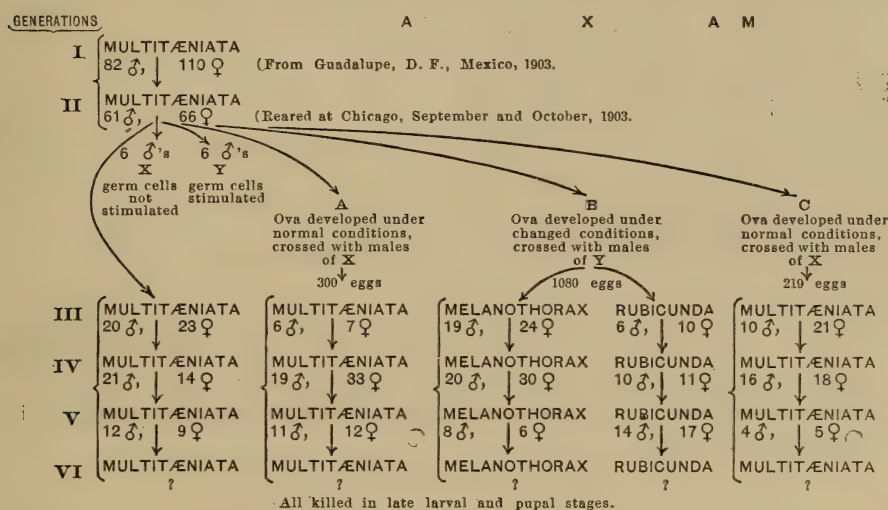 GENERATIONS
A X A M
I MULTITÆNIATA
82 ♂, 110 ♀ (From Guadalupe, D. F., Mexico, 1903.
II MULTITÆNIATA
61 ♂, 66 ♀ (Reared at Chicago, September and October, 1903.
6 ♂'s 6 ♂'s
X Y
germ cells not stimulated
germ cells stimulated
A
Ova developed under
normal conditions,
crossed with males
of X
300 eggs
B
Ova developed under
changed conditions,
crossed with males
of Y
1080 eggs
C
Ova developed under
normal conditions,
crossed with males
of X
219 eggs
III MULTITÆNIATA MULTITÆNIATA MELANOTHORAX RUBICUNDA MULTITÆNIATA
20 ♂, 23 ♀ 6 ♂, 7 ♀ 19 ♂, 24 ♀ 6 ♂, 10 ♀ 10 ♂, 21 ♀
IV MULTITÆNIATA MULTITÆNIATA MELANOTHORAX RUBICUNDA MULTITÆNIATA
21 ♂, 14 ♀ 19 ♂, 33 ♀ 20 ♂, 30 ♀ 10 ♂, 11 ♀ 16 ♂, 18 ♀
V MULTITÆNIATA MULTITÆNIATA MELANOTHORAX RUBICUNDA MULTITÆNIATA
12 ♂, 9 ♀ 11 ♂, 12 ♀ 8 ♂, 6 ♀ 14 ♂, 17 ♀ 4 ♂, 5 ♀
VI MULTITÆNIATA MULTITÆNIATA MELANOTHORAX RUBICUNDA MULTITÆNIATA
? ? ? ? ?
All killed in late larval and pupal stages.